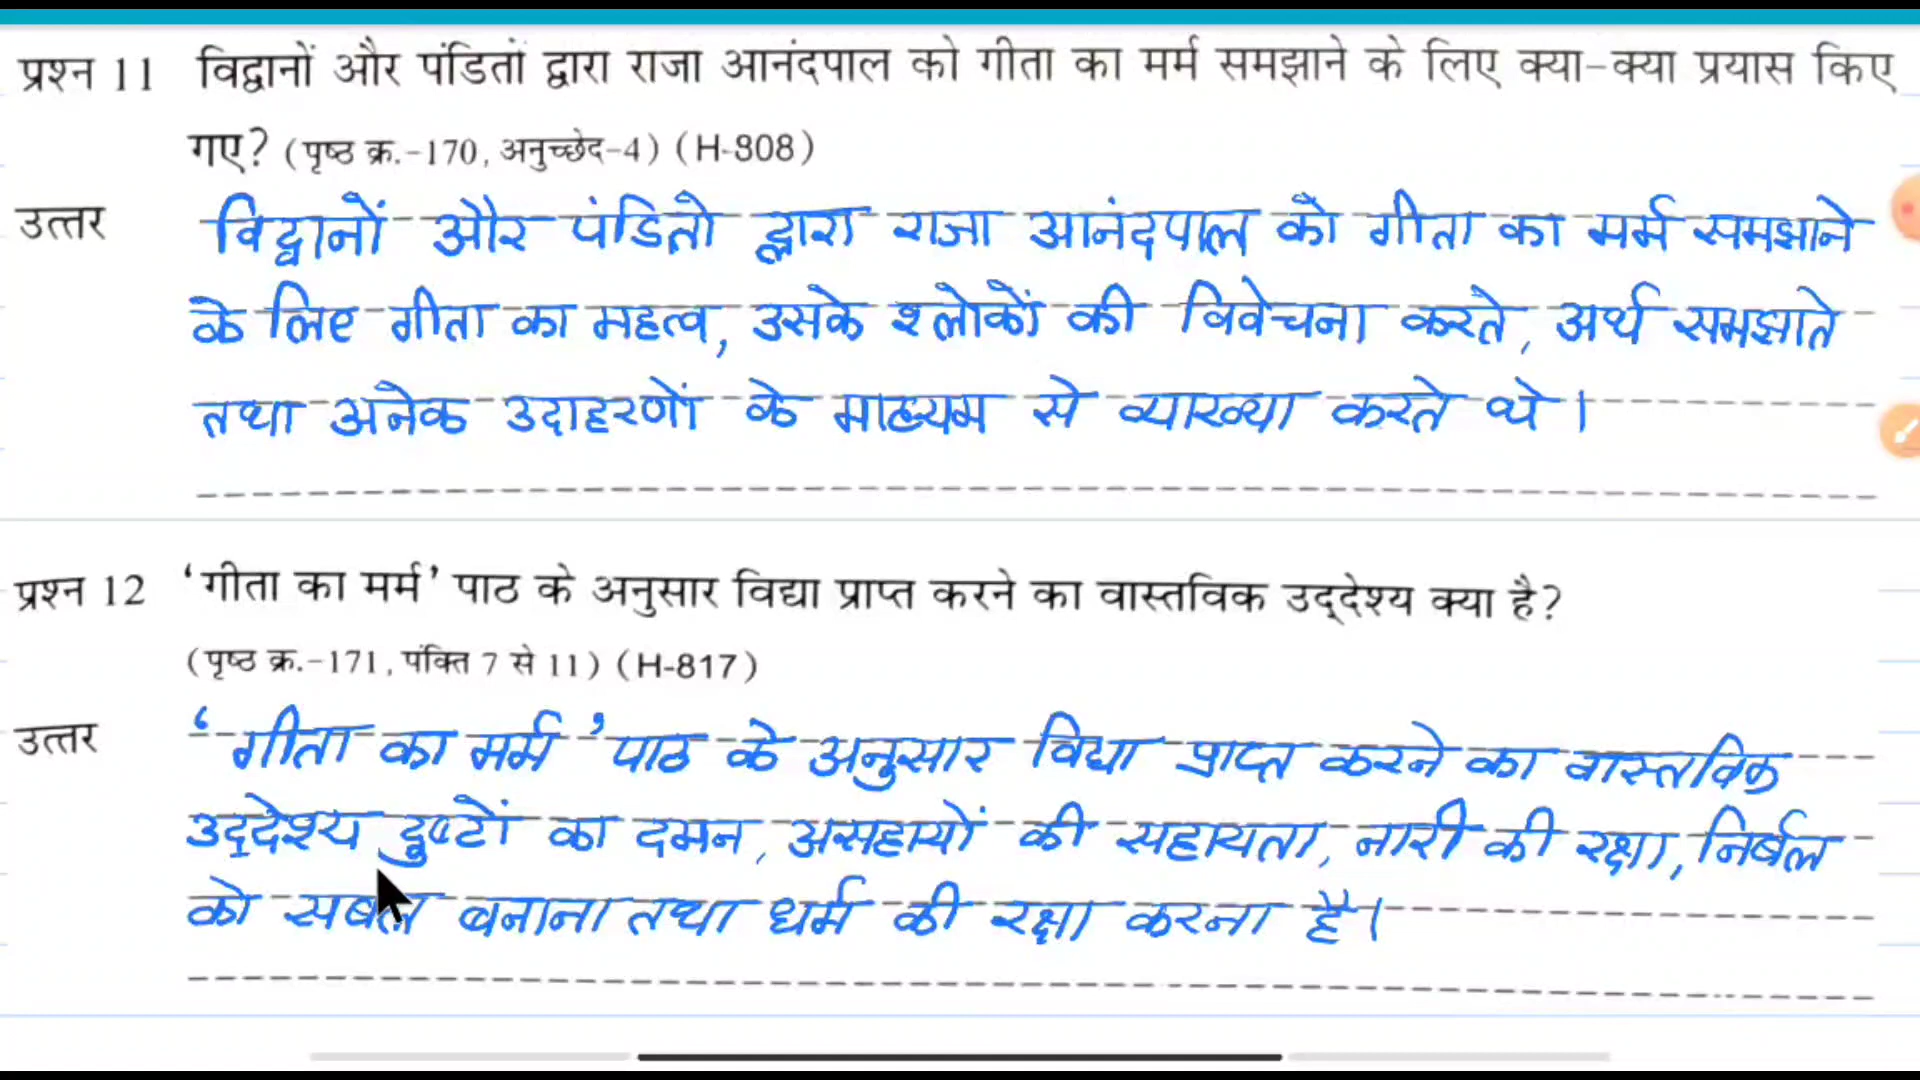 प्रश्न 11 विद्वानों और पंडितों द्वारा राजा आनंदपाल को गीता का मर्म समझाने के लिए क्या-क्या प्रयास किए
गए? (पृष्ठ क्र.-170, अनुच्छेद-4) (H-808)
उत्तर विद्वानों और पंडितो द्वारा राजा आनंदपाल को गीता का मर्म समझाने
के लिए गीता का महत्व, उसके श्लोकों की विवेचना करते, अर्थ समझाते
तथा अनेक उदाहरणों के माध्यम से व्याख्या करते थे।
प्रश्न 12 ‘गीता का मर्म’ पाठ के अनुसार विद्या प्राप्त करने का वास्तविक उद्देश्य क्या है?
(पृष्ठ क्र.-171, पंक्ति 7 से 11) (H-817)
उत्तर ‘गीता का मर्म’ पाठ के अनुसार विद्या प्राप्त करने का वास्तविक
उद्देश्य दुष्टों का दमन, असहायों की सहायता, नारी की रक्षा, निर्बल
को सबल बनाना तथा धर्म की रक्षा करना है।